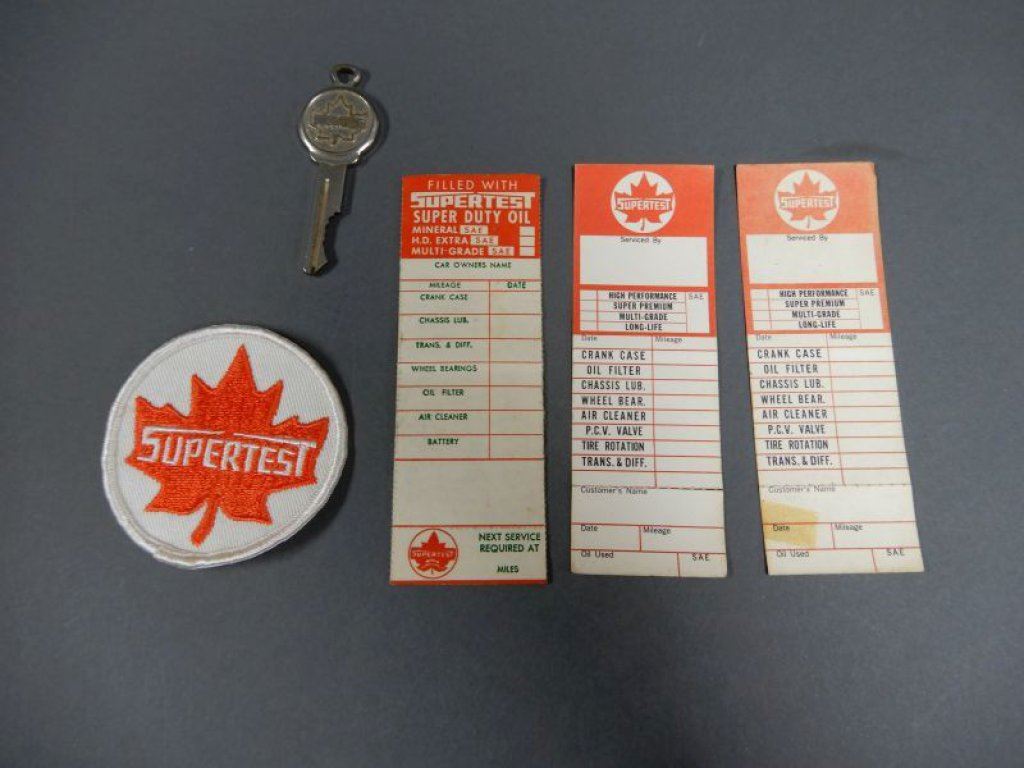 SUPERTEST
FILLED WITH
SUPERTEST
SUPER DUTY OIL
MINERAL SAE
H.D. EXTRA SAE
MULTI-GRADE SAE
CAR OWNERS NAME
MILEAGE DATE
CRANK CASE
CHASSIS LUB.
TRANS. & DIFF.
WHEEL BEARINGS
OIL FILTER
AIR CLEANER
BATTERY
SUPERTEST
NEXT SERVICE
REQUIRED AT
MILES
SUPERTEST
Serviced By
HIGH PERFORMANCE SAE
SUPER PREMIUM
MULTI-GRADE
LONG-LIFE
Date Mileage
CRANK CASE
OIL FILTER
CHASSIS LUB.
WHEEL BEAR.
AIR CLEANER
P.C.V. VALVE
TIRE ROTATION
TRANS. & DIFF.
Customer's Name
Date Mileage
Oil Used SAE
SUPERTEST
Serviced By
HIGH PERFORMANCE SAE
SUPER PREMIUM
MULTI-GRADE
LONG-LIFE
Date Mileage
CRANK CASE
OIL FILTER
CHASSIS LUB.
WHEEL BEAR.
AIR CLEANER
P.C.V. VALVE
TIRE ROTATION
TRANS. & DIFF.
Customer's Name
Date Mileage
Oil Used SAE
SUPERTEST